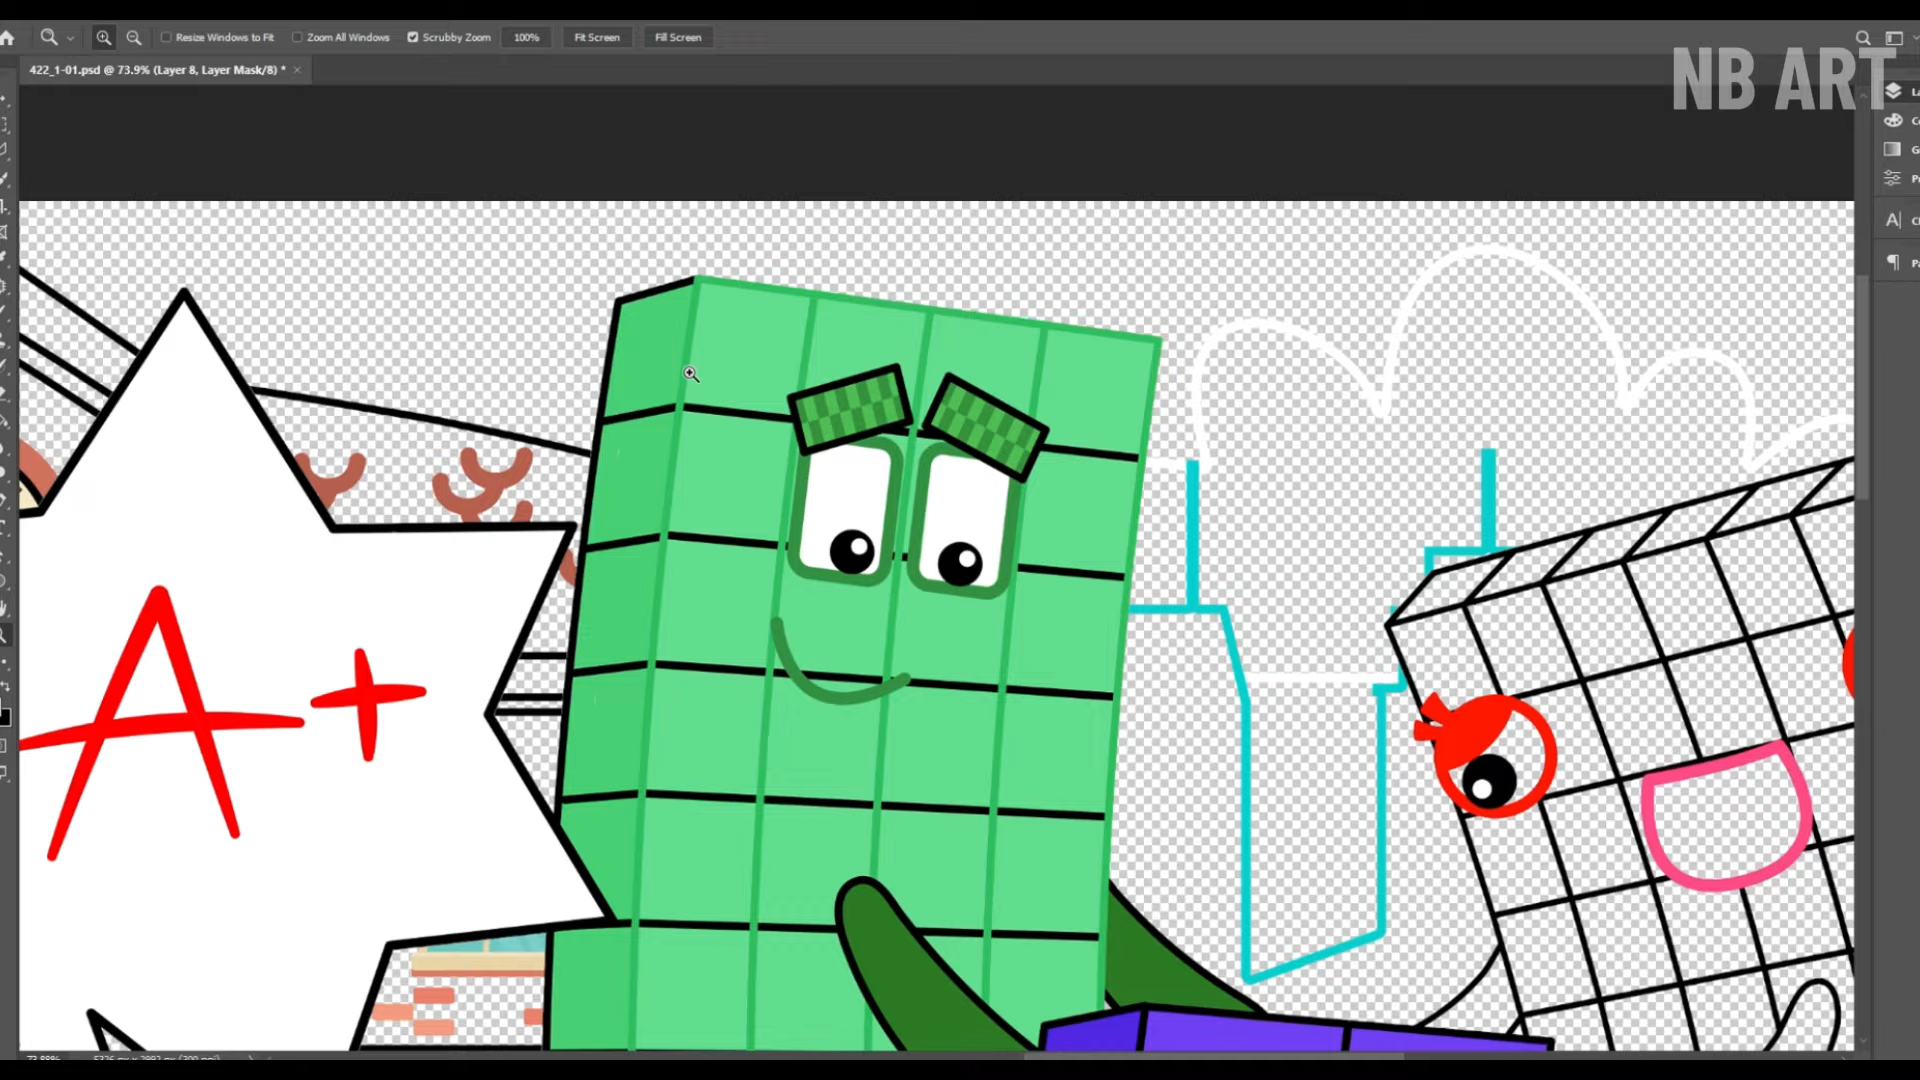 Resize Windows to Fit
Zoom All Windows
Scrubby Zoom
100%
Fit Screen
Fill Screen
422_1-01.psd @ 73.9% (Layer 8, Layer Mask/8) *
NB ART
A+